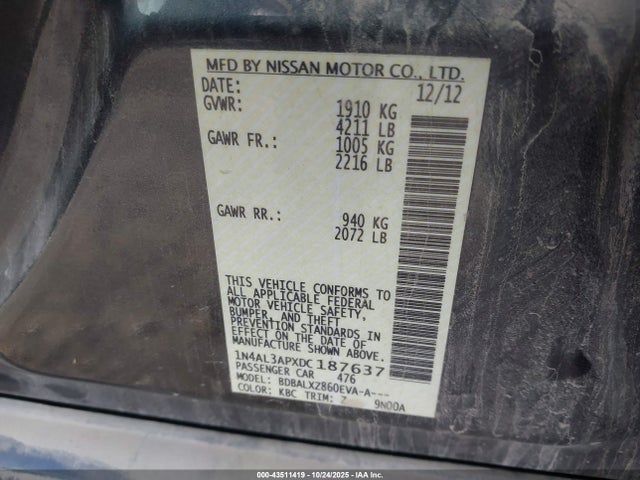 MFD BY NISSAN MOTOR CO., LTD.
DATE: 12/12
GVWR: 1910 KG
4211 LB
GAWR FR.: 1005 KG
2216 LB
GAWR RR.: 940 KG
2072 LB
THIS VEHICLE CONFORMS TO
ALL APPLICABLE FEDERAL
MOTOR VEHICLE SAFETY,
BUMPER, AND THEFT
PREVENTION STANDARDS IN
EFFECT ON THE DATE OF
MANUFACTURE SHOWN ABOVE.
1N4AL3APXDC187637
PASSENGER CAR 476
MODEL: BDBALXZ860EVA-A---
COLOR: KBC TRIM: 9N00A
000-43511419 - 10/24/2025 - IAA Inc.